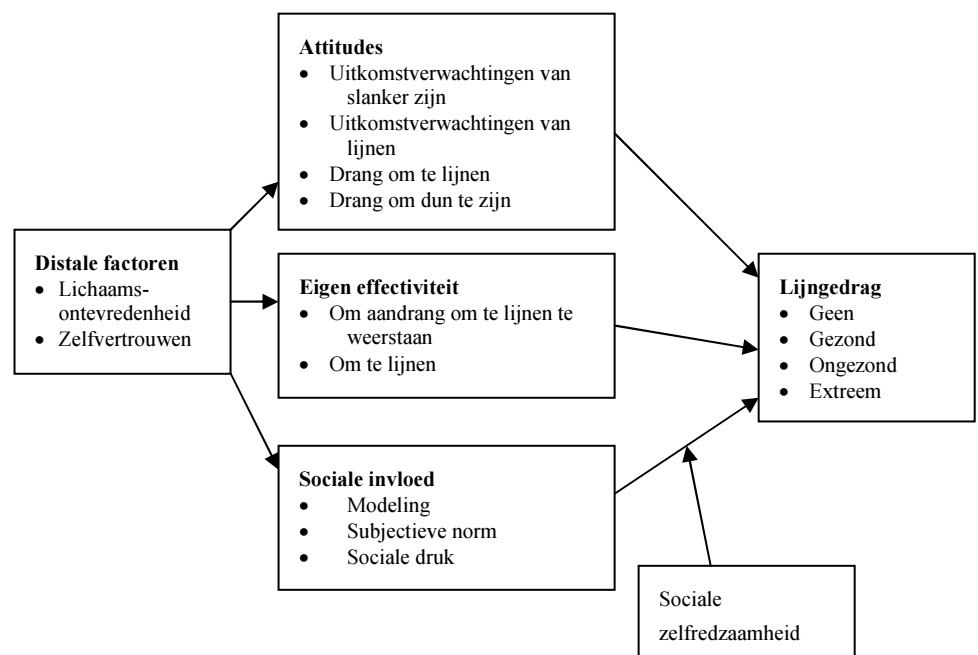 Attitudes
• Uitkomstverwachtingen van
slanker zijn
• Uitkomstverwachtingen van
lijnen
• Drang om te lijnen
• Drang om dun te zijn
Distale factoren
• Lichaams-
ontevredenheid
• Zelfvertrouwen
Eigen effectiviteit
• Om aandrang om te lijnen te
weerstaan
• Om te lijnen
Lijngedrag
• Geen
• Gezond
• Ongezond
• Extreem
Sociale invloed
• Modeling
• Subjectieve norm
• Sociale druk
Sociale
zelfredzaamheid